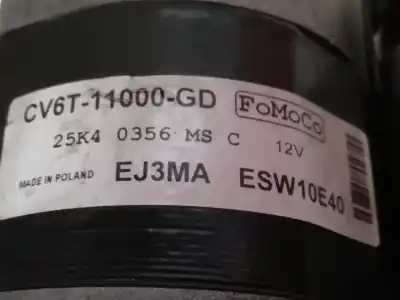 CV6T-11000-GD FoMoCo
25K4 0356 MS C 12V
MADE IN POLAND EJ3MA ESW10E40